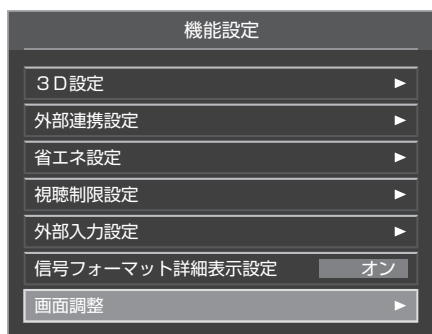 機能設定
３Ｄ設定 ▶
外部連携設定 ▶
省エネ設定 ▶
視聴制限設定 ▶
外部入力設定 ▶
信号フォーマット詳細表示設定 オン
画面調整 ▶